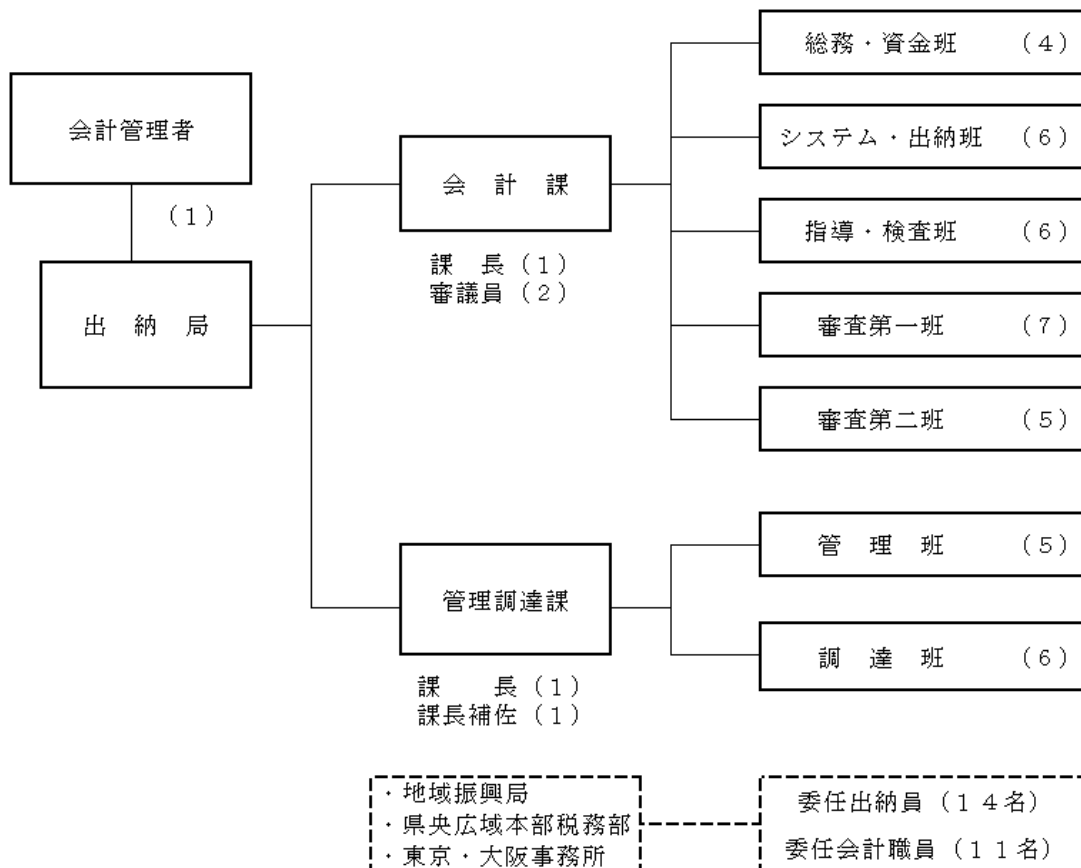 会計管理者
(1)
出納局
会計課
課長(1)
審議員(2)
総務・資金班 (4)
システム・出納班 (6)
指導・検査班 (6)
審査第一班 (7)
審査第二班 (5)
管理調達課
課長(1)
課長補佐(1)
管理班 (5)
調達班 (6)
・地域振興局
・県央広域本部税務部
・東京・大阪事務所
委任出納員(14名)
委任会計職員(11名)